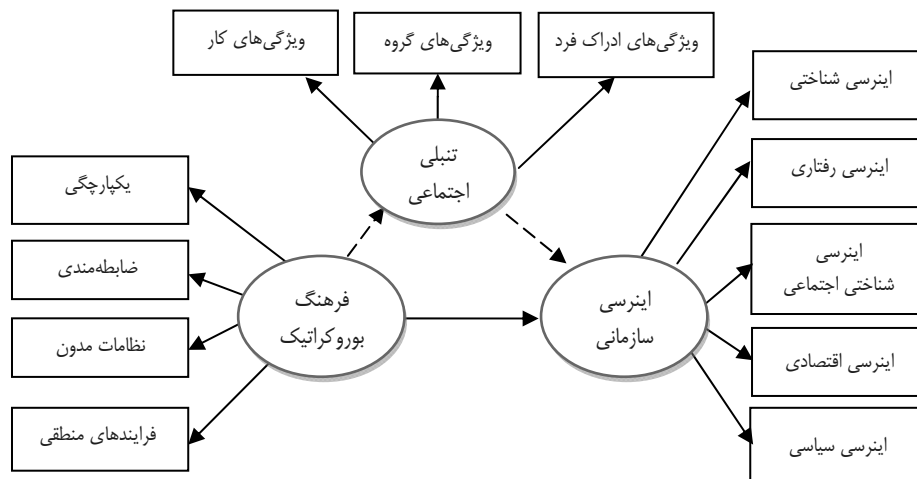 ویژگی‌های ادراک فرد
ویژگی‌های گروه
ویژگی‌های کار
اینرسی شناختی
تنبلی
اجتماعی
اینرسی رفتاری
یکپارچگی
اینرسی
شناختی اجتماعی
ضابطه‌مندی
فرهنگ
بوروکراتیک
اینرسی
سازمانی
نظامات مدون
اینرسی اقتصادی
فرایندهای منطقی
اینرسی سیاسی